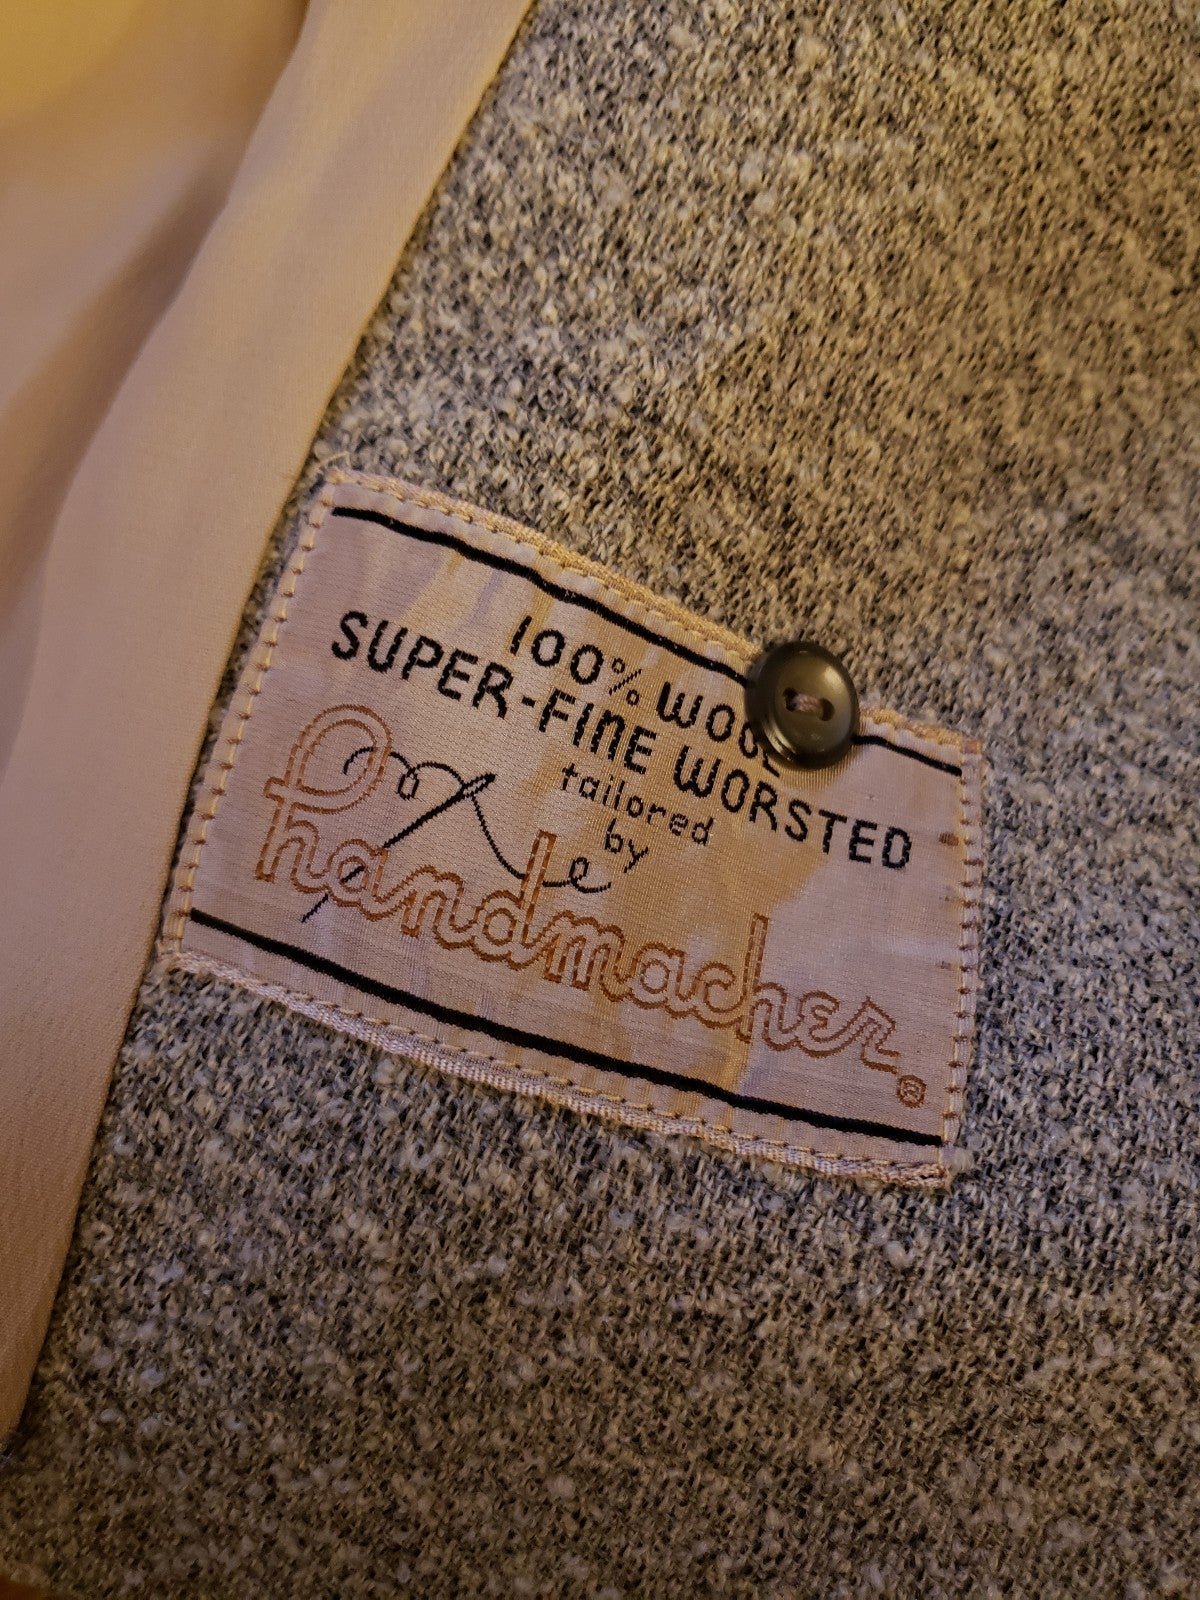 100% WOOL
SUPER-FINE WORSTED
tailored
by
handmacher
®